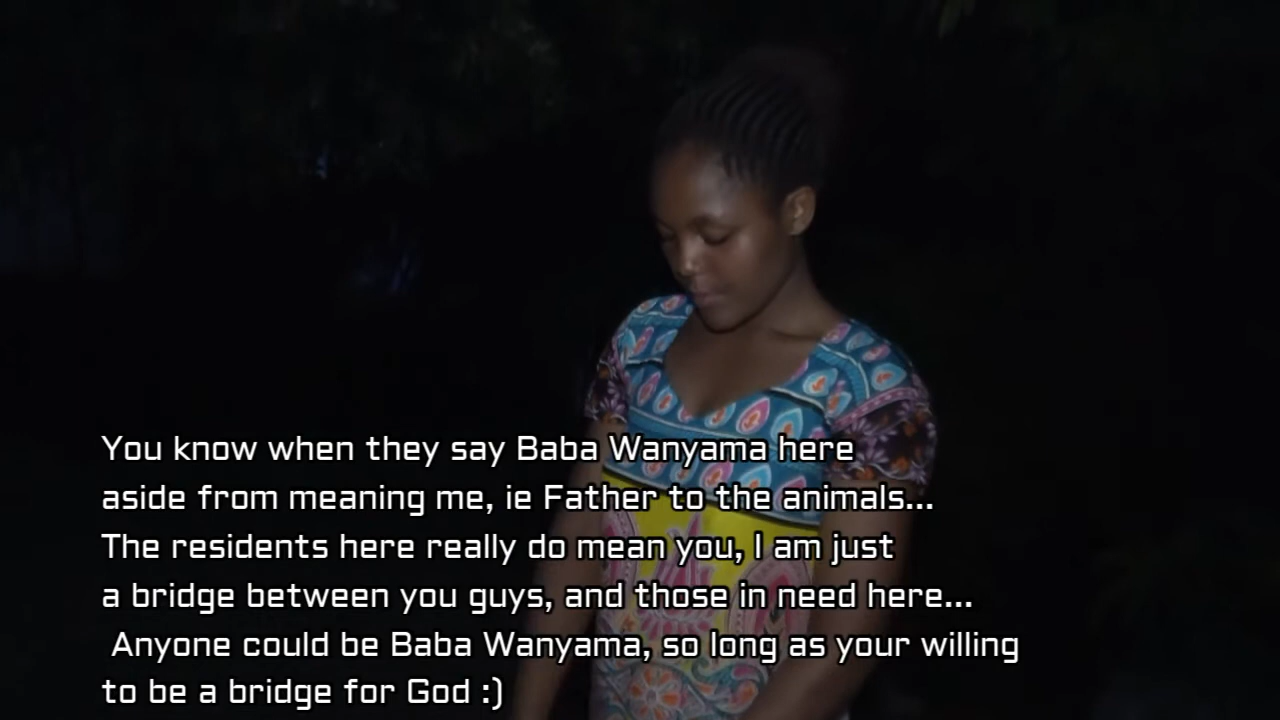 You know when they say Baba Wanyama here
aside from meaning me, ie Father to the animals...
The residents here really do mean you, I am just
a bridge between you guys, and those in need here...
Anyone could be Baba Wanyama, so long as your willing
to be a bridge for God :)